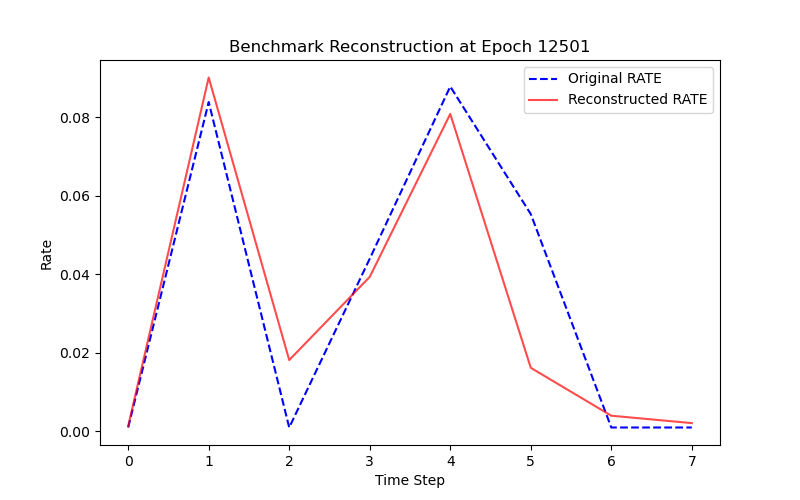 Benchmark Reconstruction at Epoch 12501
Original RATE
Reconstructed RATE
Rate
0.08
0.06
0.04
0.02
0.00
0 1 2 3 4 5 6 7
Time Step